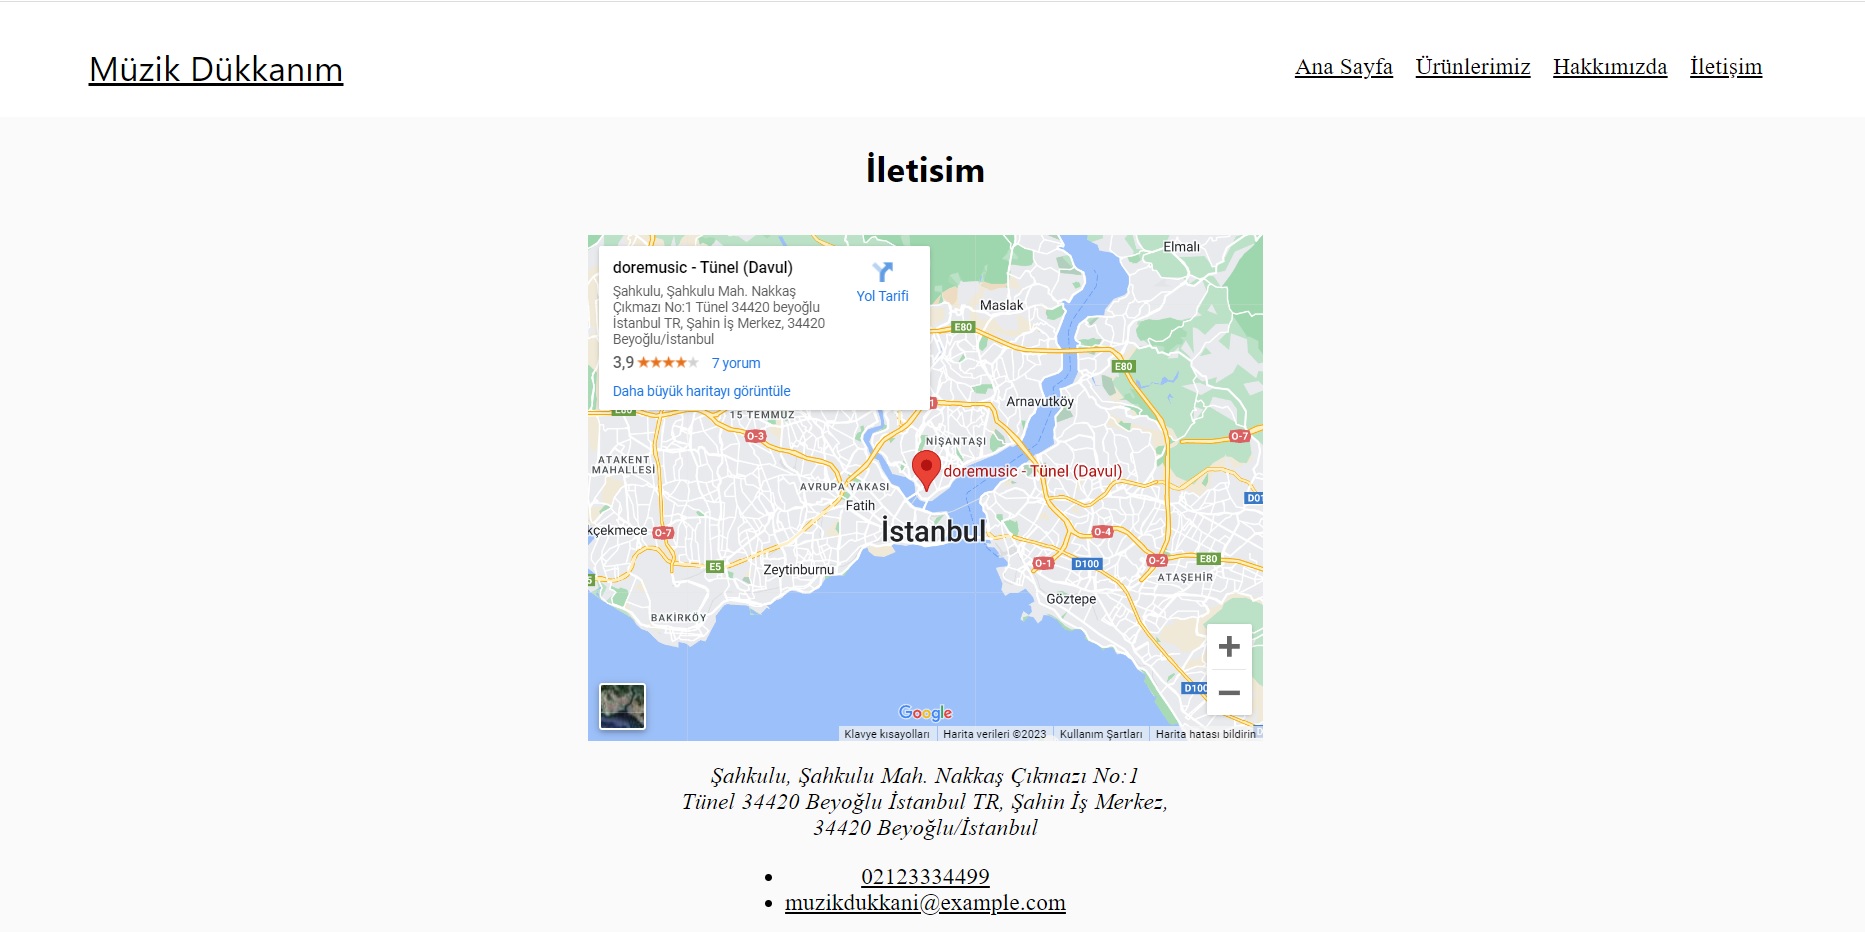 Müzik Dükkanım
Ana Sayfa Ürünlerimiz Hakkımızda İletişim
İletisim
doremusic - Tünel (Davul)
Yol Tarifi
Şahkulu, Şahkulu Mah. Nakkaş
Çıkmazı No:1 Tünel 34420 beyoğlu
İstanbul TR, Şahin İş Merkez, 34420
Beyoğlu/İstanbul
3,9 7 yorum
Daha büyük haritayı görüntüle
Elmalı
Maslak
E80
E80
Arnavutköy
15 TEMMUZ
O-3
NİŞANTAŞI
O-7
ATAKENT
MAHALLESİ
doremusic - Tünel (Davul)
AVRUPA YAKASI
Fatih
İstanbul
kçekmece O-7
O-4
E5
Zeytinburnu
O-1 D100 O-2 E80
ATAŞEHİR
Göztepe
BAKIRKÖY
D100
Google
Klavye kısayolları Harita verileri ©2023 Kullanım Şartları Harita hatası bildirin
Şahkulu, Şahkulu Mah. Nakkaş Çıkmazı No:1
Tünel 34420 Beyoğlu İstanbul TR, Şahin İş Merkez,
34420 Beyoğlu/İstanbul
02123334499
muzikdukkani@example.com